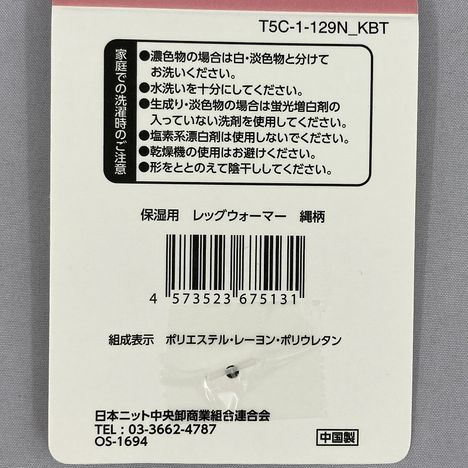 T5C-1-129N_KBT
家庭での洗濯時のご注意
●濃色物の場合は白・淡色物と分けて
お洗いください。
●水洗いを十分にしてください。
●生成り・淡色物の場合は蛍光増白剤の
入っていない洗剤を使用してください。
●塩素系漂白剤は使用しないでください。
●乾燥機の使用はお避けください。
●形をととのえて陰干ししてください。
保湿用 レッグウォーマー 縄柄
4 573523 675131
組成表示 ポリエステル・レーヨン・ポリウレタン
日本ニット中央卸商業組合連合会
TEL: 03-3662-4787
OS-1694
中国製